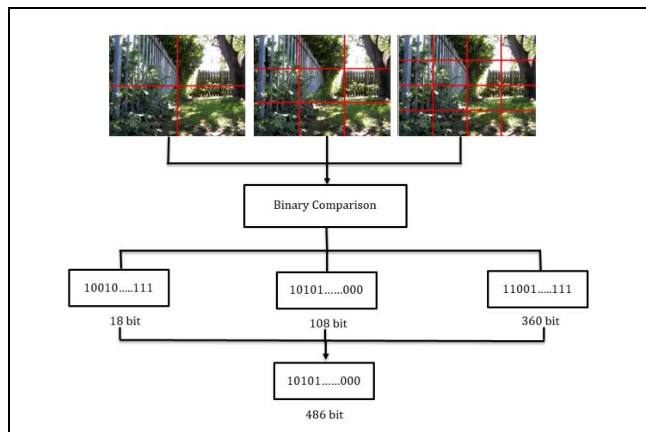 Binary Comparison
10010.....111
10101......000
11001.....111
18 bit
108 bit
360 bit
10101......000
486 bit